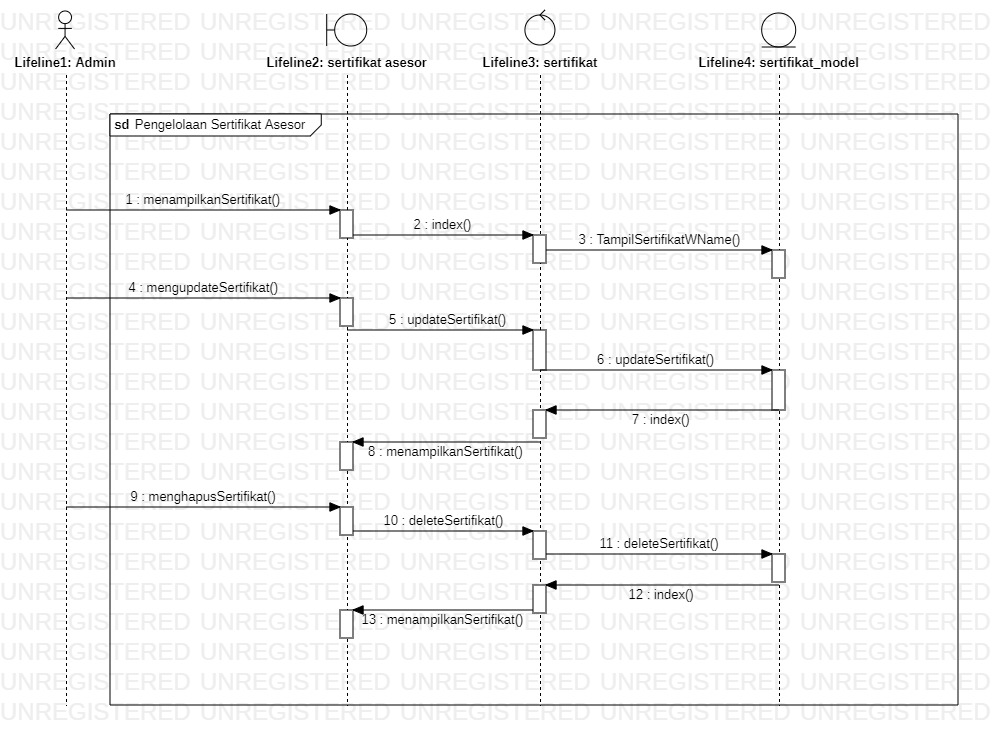 Lifeline1: Admin
Lifeline2: sertifikat asesor
Lifeline3: sertifikat
Lifeline4: sertifikat_model
sd Pengelolaan Sertifikat Asesor
1 : menampilkanSertifikat()
2 : index()
3 : TampilSertifikatWName()
4 : mengupdateSertifikat()
5 : updateSertifikat()
6 : updateSertifikat()
7 : index()
8 : menampilkanSertifikat()
9 : menghapusSertifikat()
10 : deleteSertifikat()
11 : deleteSertifikat()
12 : index()
13 : menampilkanSertifikat()
UNREGISTERED UNREGISTERED UNREGISTERED UNREGISTERED UNREGISTERED